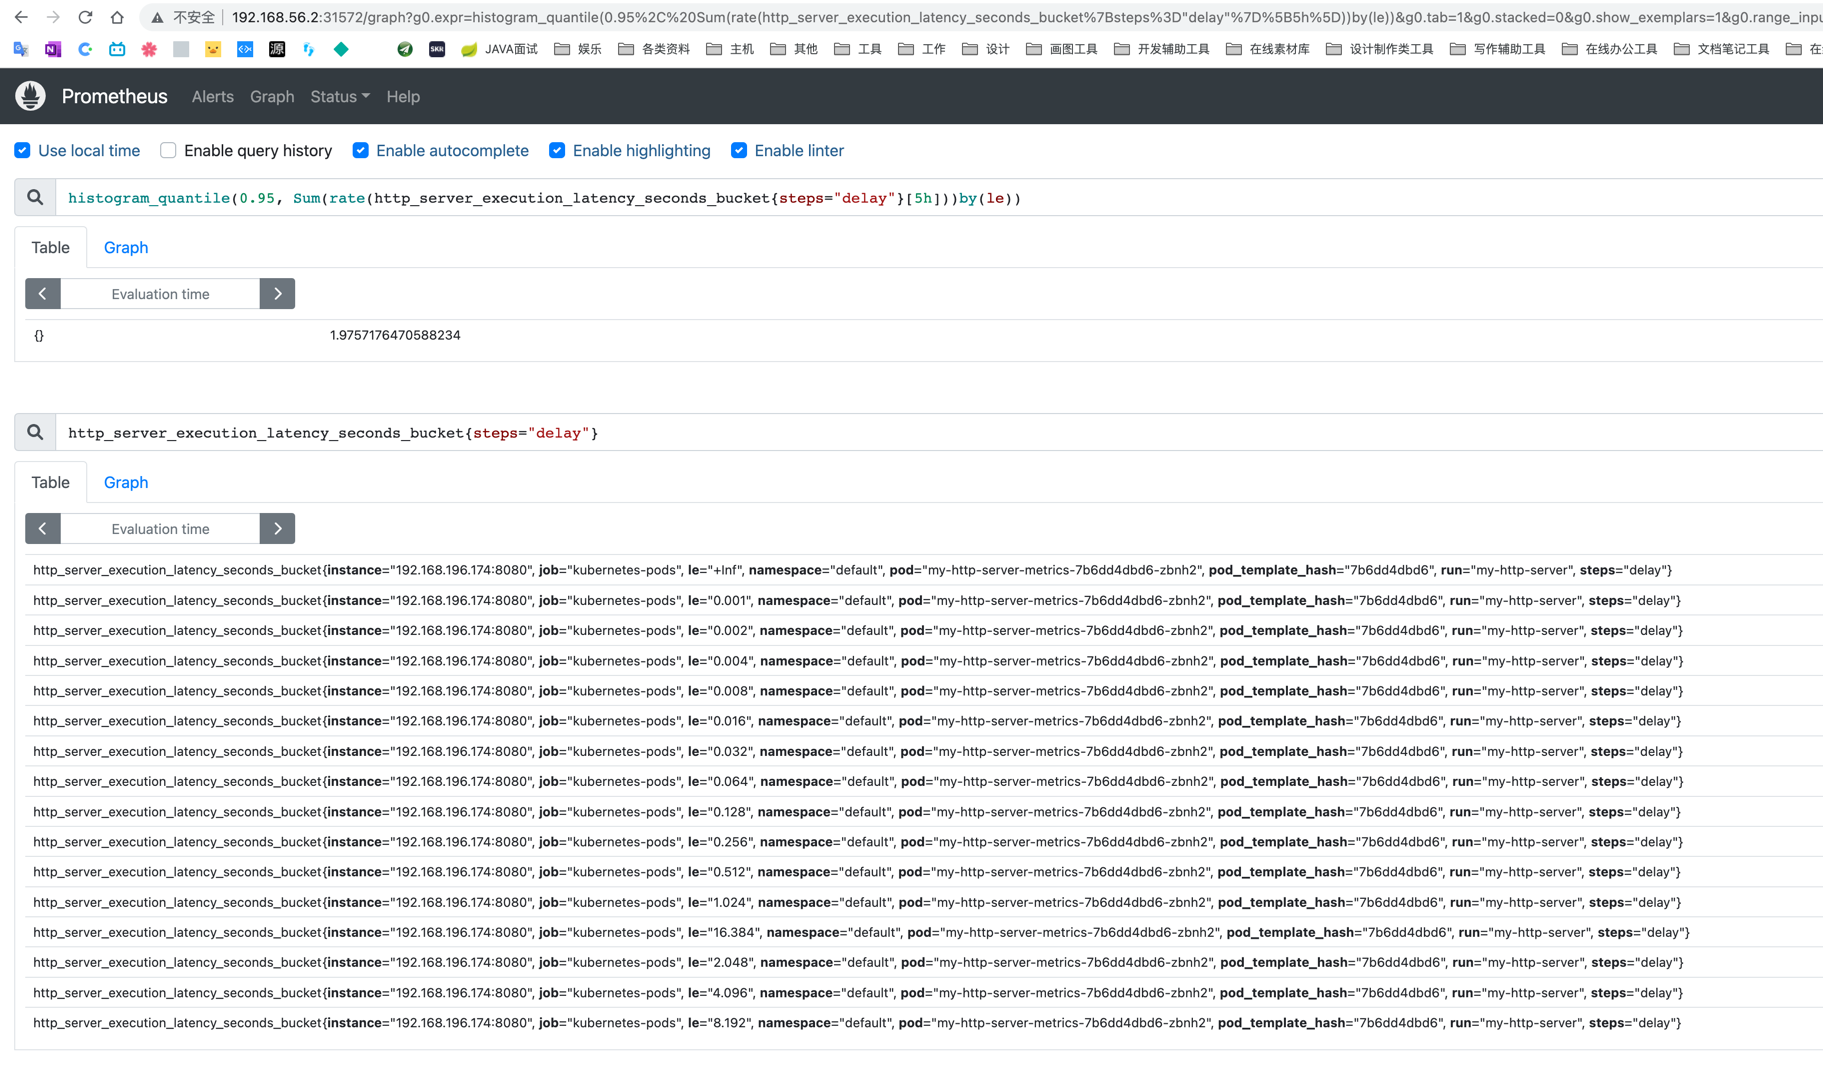 不安全 192.168.56.2:31572/graph?g0.expr=histogram_quantile(0.95%2C%20Sum(rate(http_server_execution_latency_seconds_bucket%7Bsteps%3D"delay"%7D%5B5h%5D))by(le))&g0.tab=1&g0.stacked=0&g0.show_exemplars=1&g0.range_inpu
源 SKR JAVA面试 娱乐 各类资料 主机 其他 工具 工作 设计 画图工具 开发辅助工具 在线素材库 设计制作类工具 写作辅助工具 在线办公工具 文档笔记工具 在
Prometheus Alerts Graph Status Help
Use local time Enable query history Enable autocomplete Enable highlighting Enable linter
histogram_quantile(0.95, Sum(rate(http_server_execution_latency_seconds_bucket{steps="delay"}[5h]))by(le))
Table Graph
Evaluation time
{} 1.9757176470588234
http_server_execution_latency_seconds_bucket{steps="delay"}
Table Graph
Evaluation time
http_server_execution_latency_seconds_bucket{instance="192.168.196.174:8080", job="kubernetes-pods", le="+Inf", namespace="default", pod="my-http-server-metrics-7b6dd4dbd6-zbnh2", pod_template_hash="7b6dd4dbd6", run="my-http-server", steps="delay"}
http_server_execution_latency_seconds_bucket{instance="192.168.196.174:8080", job="kubernetes-pods", le="0.001", namespace="default", pod="my-http-server-metrics-7b6dd4dbd6-zbnh2", pod_template_hash="7b6dd4dbd6", run="my-http-server", steps="delay"}
http_server_execution_latency_seconds_bucket{instance="192.168.196.174:8080", job="kubernetes-pods", le="0.002", namespace="default", pod="my-http-server-metrics-7b6dd4dbd6-zbnh2", pod_template_hash="7b6dd4dbd6", run="my-http-server", steps="delay"}
http_server_execution_latency_seconds_bucket{instance="192.168.196.174:8080", job="kubernetes-pods", le="0.004", namespace="default", pod="my-http-server-metrics-7b6dd4dbd6-zbnh2", pod_template_hash="7b6dd4dbd6", run="my-http-server", steps="delay"}
http_server_execution_latency_seconds_bucket{instance="192.168.196.174:8080", job="kubernetes-pods", le="0.008", namespace="default", pod="my-http-server-metrics-7b6dd4dbd6-zbnh2", pod_template_hash="7b6dd4dbd6", run="my-http-server", steps="delay"}
http_server_execution_latency_seconds_bucket{instance="192.168.196.174:8080", job="kubernetes-pods", le="0.016", namespace="default", pod="my-http-server-metrics-7b6dd4dbd6-zbnh2", pod_template_hash="7b6dd4dbd6", run="my-http-server", steps="delay"}
http_server_execution_latency_seconds_bucket{instance="192.168.196.174:8080", job="kubernetes-pods", le="0.032", namespace="default", pod="my-http-server-metrics-7b6dd4dbd6-zbnh2", pod_template_hash="7b6dd4dbd6", run="my-http-server", steps="delay"}
http_server_execution_latency_seconds_bucket{instance="192.168.196.174:8080", job="kubernetes-pods", le="0.064", namespace="default", pod="my-http-server-metrics-7b6dd4dbd6-zbnh2", pod_template_hash="7b6dd4dbd6", run="my-http-server", steps="delay"}
http_server_execution_latency_seconds_bucket{instance="192.168.196.174:8080", job="kubernetes-pods", le="0.128", namespace="default", pod="my-http-server-metrics-7b6dd4dbd6-zbnh2", pod_template_hash="7b6dd4dbd6", run="my-http-server", steps="delay"}
http_server_execution_latency_seconds_bucket{instance="192.168.196.174:8080", job="kubernetes-pods", le="0.256", namespace="default", pod="my-http-server-metrics-7b6dd4dbd6-zbnh2", pod_template_hash="7b6dd4dbd6", run="my-http-server", steps="delay"}
http_server_execution_latency_seconds_bucket{instance="192.168.196.174:8080", job="kubernetes-pods", le="0.512", namespace="default", pod="my-http-server-metrics-7b6dd4dbd6-zbnh2", pod_template_hash="7b6dd4dbd6", run="my-http-server", steps="delay"}
http_server_execution_latency_seconds_bucket{instance="192.168.196.174:8080", job="kubernetes-pods", le="1.024", namespace="default", pod="my-http-server-metrics-7b6dd4dbd6-zbnh2", pod_template_hash="7b6dd4dbd6", run="my-http-server", steps="delay"}
http_server_execution_latency_seconds_bucket{instance="192.168.196.174:8080", job="kubernetes-pods", le="16.384", namespace="default", pod="my-http-server-metrics-7b6dd4dbd6-zbnh2", pod_template_hash="7b6dd4dbd6", run="my-http-server", steps="delay"}
http_server_execution_latency_seconds_bucket{instance="192.168.196.174:8080", job="kubernetes-pods", le="2.048", namespace="default", pod="my-http-server-metrics-7b6dd4dbd6-zbnh2", pod_template_hash="7b6dd4dbd6", run="my-http-server", steps="delay"}
http_server_execution_latency_seconds_bucket{instance="192.168.196.174:8080", job="kubernetes-pods", le="4.096", namespace="default", pod="my-http-server-metrics-7b6dd4dbd6-zbnh2", pod_template_hash="7b6dd4dbd6", run="my-http-server", steps="delay"}
http_server_execution_latency_seconds_bucket{instance="192.168.196.174:8080", job="kubernetes-pods", le="8.192", namespace="default", pod="my-http-server-metrics-7b6dd4dbd6-zbnh2", pod_template_hash="7b6dd4dbd6", run="my-http-server", steps="delay"}